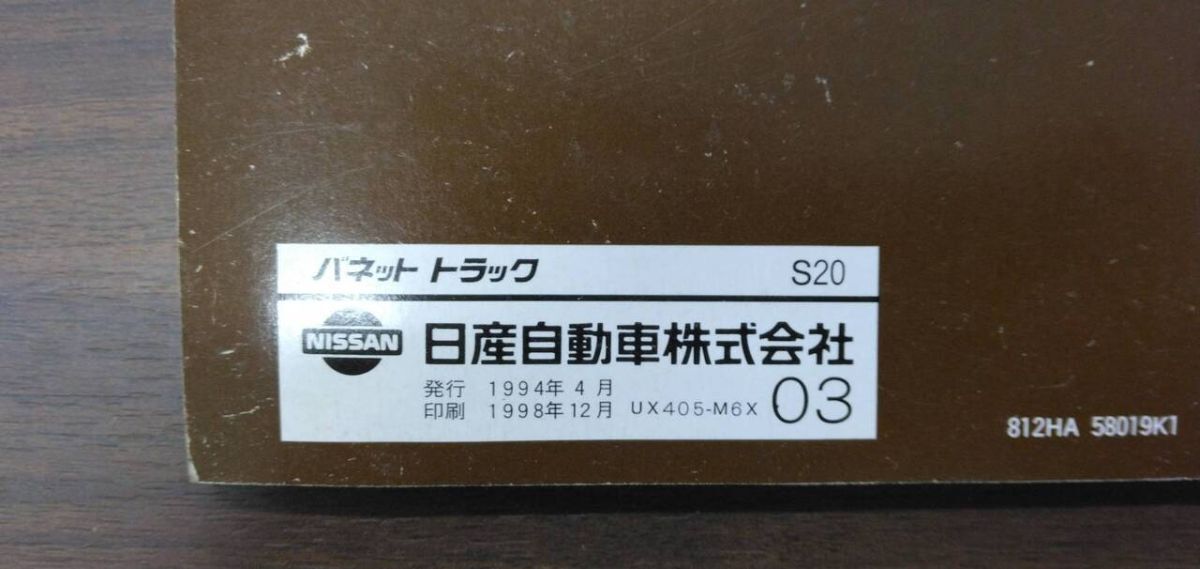 バネット トラック S20
NISSAN 日産自動車株式会社
発行 1994年 4月
印刷 1998年12月 UX405-M6X 03
812HA 58019K1